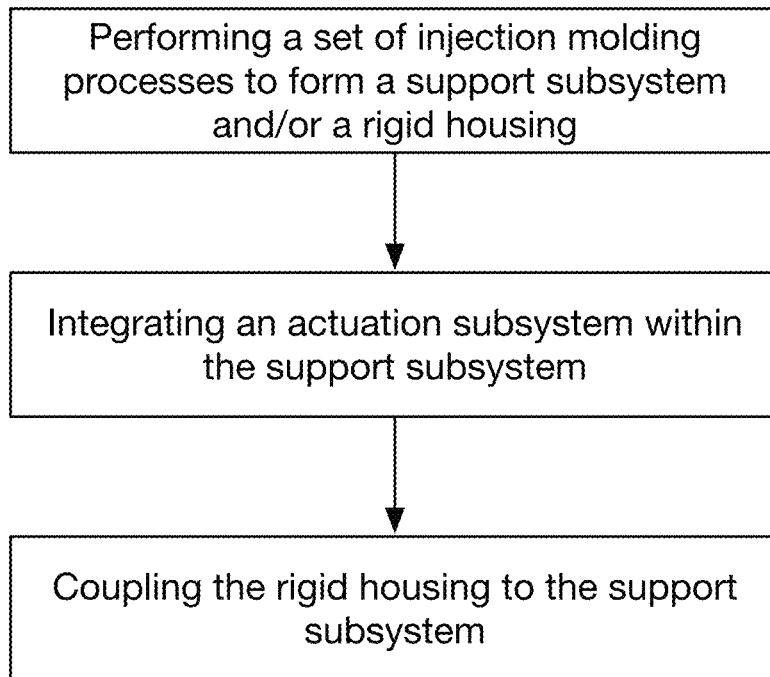 Performing a set of injection molding
processes to form a support subsystem
and/or a rigid housing
Integrating an actuation subsystem within
the support subsystem
Coupling the rigid housing to the support
subsystem